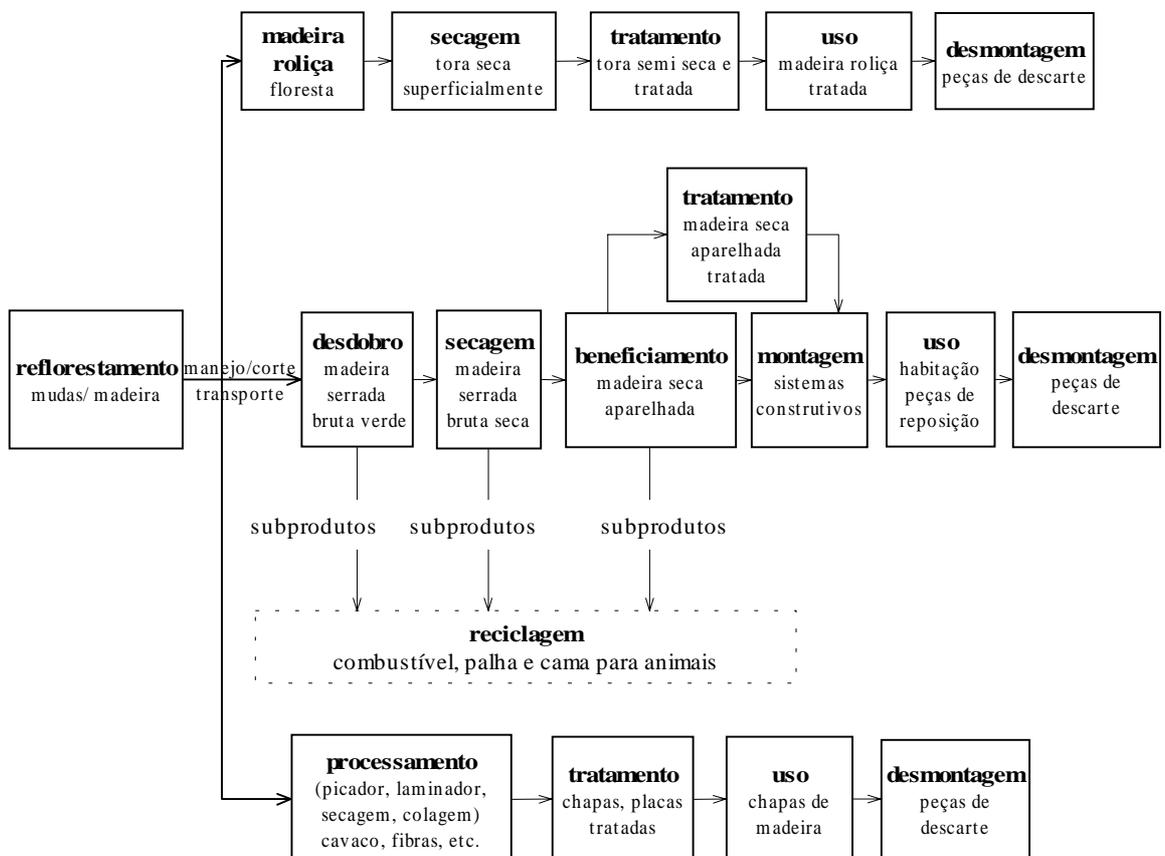 madeira
roliça
floresta
secagem
tora seca
superficialmente
tratamento
tora semi seca e
tratada
uso
madeira roliça
tratada
desmontagem
peças de descarte
tratamento
madeira seca
aparelhada
tratada
reflorestamento
mudas/ madeira
manejo/corte
transporte
desdobro
madeira
serrada
bruta verde
secagem
madeira
serrada
bruta seca
beneficiamento
madeira seca
aparelhada
montagem
sistemas
construtivos
uso
habitação
peças de
reposição
desmontagem
peças de
descarte
subprodutos
subprodutos
subprodutos
reciclagem
combustível, palha e cama para animais
processamento
(picador, laminador,
secagem, colagem)
cavaco, fibras, etc.
tratamento
chapas, placas
tratadas
uso
chapas de
madeira
desmontagem
peças de
descarte